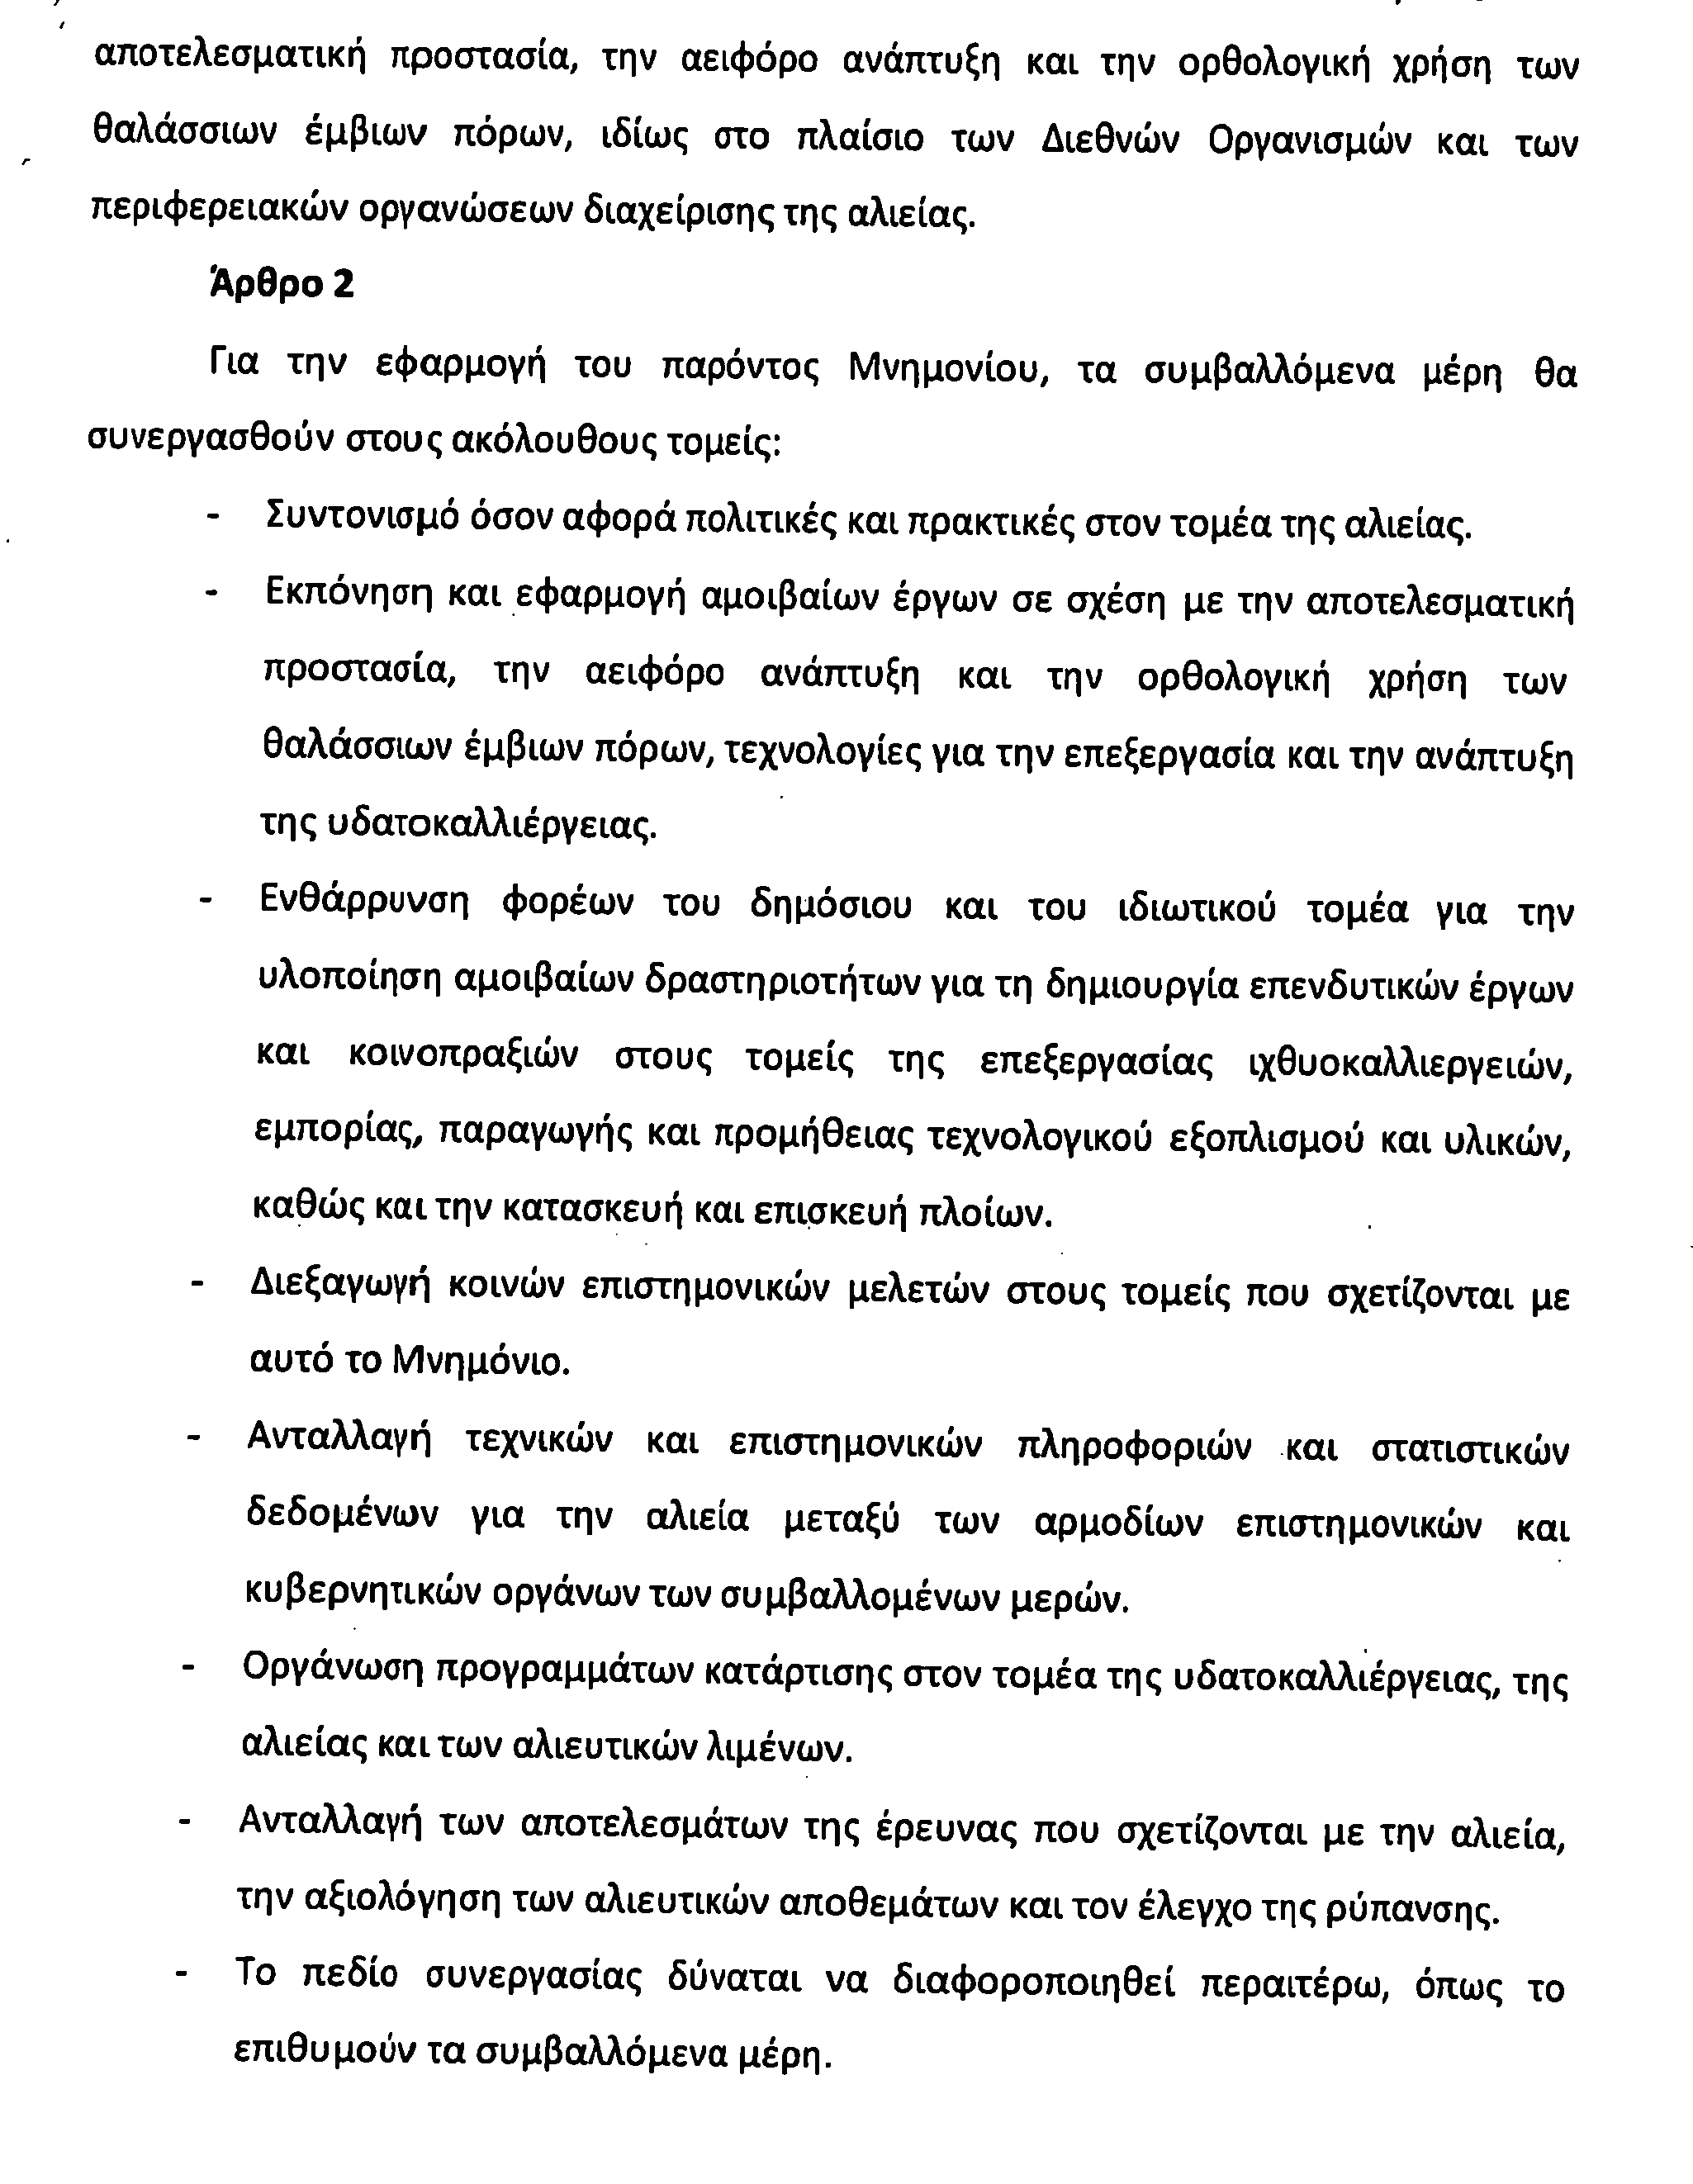 αποτελεσματική προστασία, την αειφόρο ανάπτυξη και την ορθολογική χρήση των
θαλάσσιων έμβιων πόρων, ιδίως στο πλαίσιο των Διεθνών Οργανισμών και των
περιφερειακών οργανώσεων διαχείρισης της αλιείας.
Άρθρο 2
Για την εφαρμογή του παρόντος Μνημονίου, τα συμβαλλόμενα μέρη θα
συνεργασθούν στους ακόλουθους τομείς:
- Συντονισμό όσον αφορά πολιτικές και πρακτικές στον τομέα της αλιείας.
- Εκπόνηση και εφαρμογή αμοιβαίων έργων σε σχέση με την αποτελεσματική
προστασία, την αειφόρο ανάπτυξη και την ορθολογική χρήση των
θαλάσσιων έμβιων πόρων, τεχνολογίες για την επεξεργασία και την ανάπτυξη
της υδατοκαλλιέργειας.
- Ενθάρρυνση φορέων του δημόσιου και του ιδιωτικού τομέα για την
υλοποίηση αμοιβαίων δραστηριοτήτων για τη δημιουργία επενδυτικών έργων
και κοινοπραξιών στους τομείς της επεξεργασίας ιχθυοκαλλιεργειών,
εμπορίας, παραγωγής και προμήθειας τεχνολογικού εξοπλισμού και υλικών,
καθώς και την κατασκευή και επισκευή πλοίων.
- Διεξαγωγή κοινών επιστημονικών μελετών στους τομείς που σχετίζονται με
αυτό το Μνημόνιο.
- Ανταλλαγή τεχνικών και επιστημονικών πληροφοριών και στατιστικών
δεδομένων για την αλιεία μεταξύ των αρμοδίων επιστημονικών και
κυβερνητικών οργάνων των συμβαλλομένων μερών.
- Οργάνωση προγραμμάτων κατάρτισης στον τομέα της υδατοκαλλιέργειας, της
αλιείας και των αλιευτικών λιμένων.
- Ανταλλαγή των αποτελεσμάτων της έρευνας που σχετίζονται με την αλιεία,
την αξιολόγηση των αλιευτικών αποθεμάτων και τον έλεγχο της ρύπανσης.
- Το πεδίο συνεργασίας δύναται να διαφοροποιηθεί περαιτέρω, όπως το
επιθυμούν τα συμβαλλόμενα μέρη.